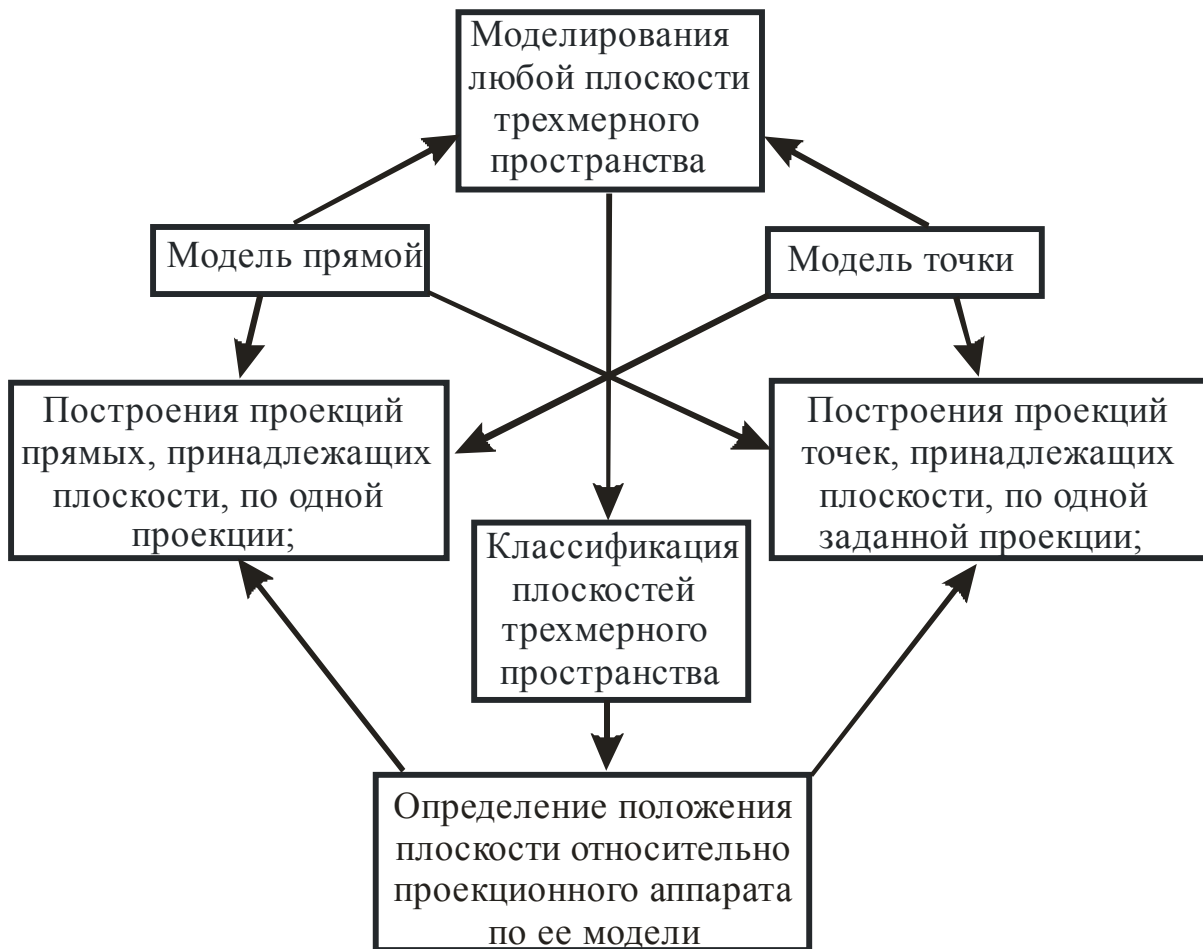 Моделирования
любой плоскости
трехмерного
пространства
Модель прямой
Модель точки
Построения проекций
прямых, принадлежащих
плоскости, по одной
проекции;
Построения проекций
точек, принадлежащих
плоскости, по одной
заданной проекции;
Классификация
плоскостей
трехмерного
пространства
Определение положения
плоскости относительно
проекционного аппарата
по ее модели